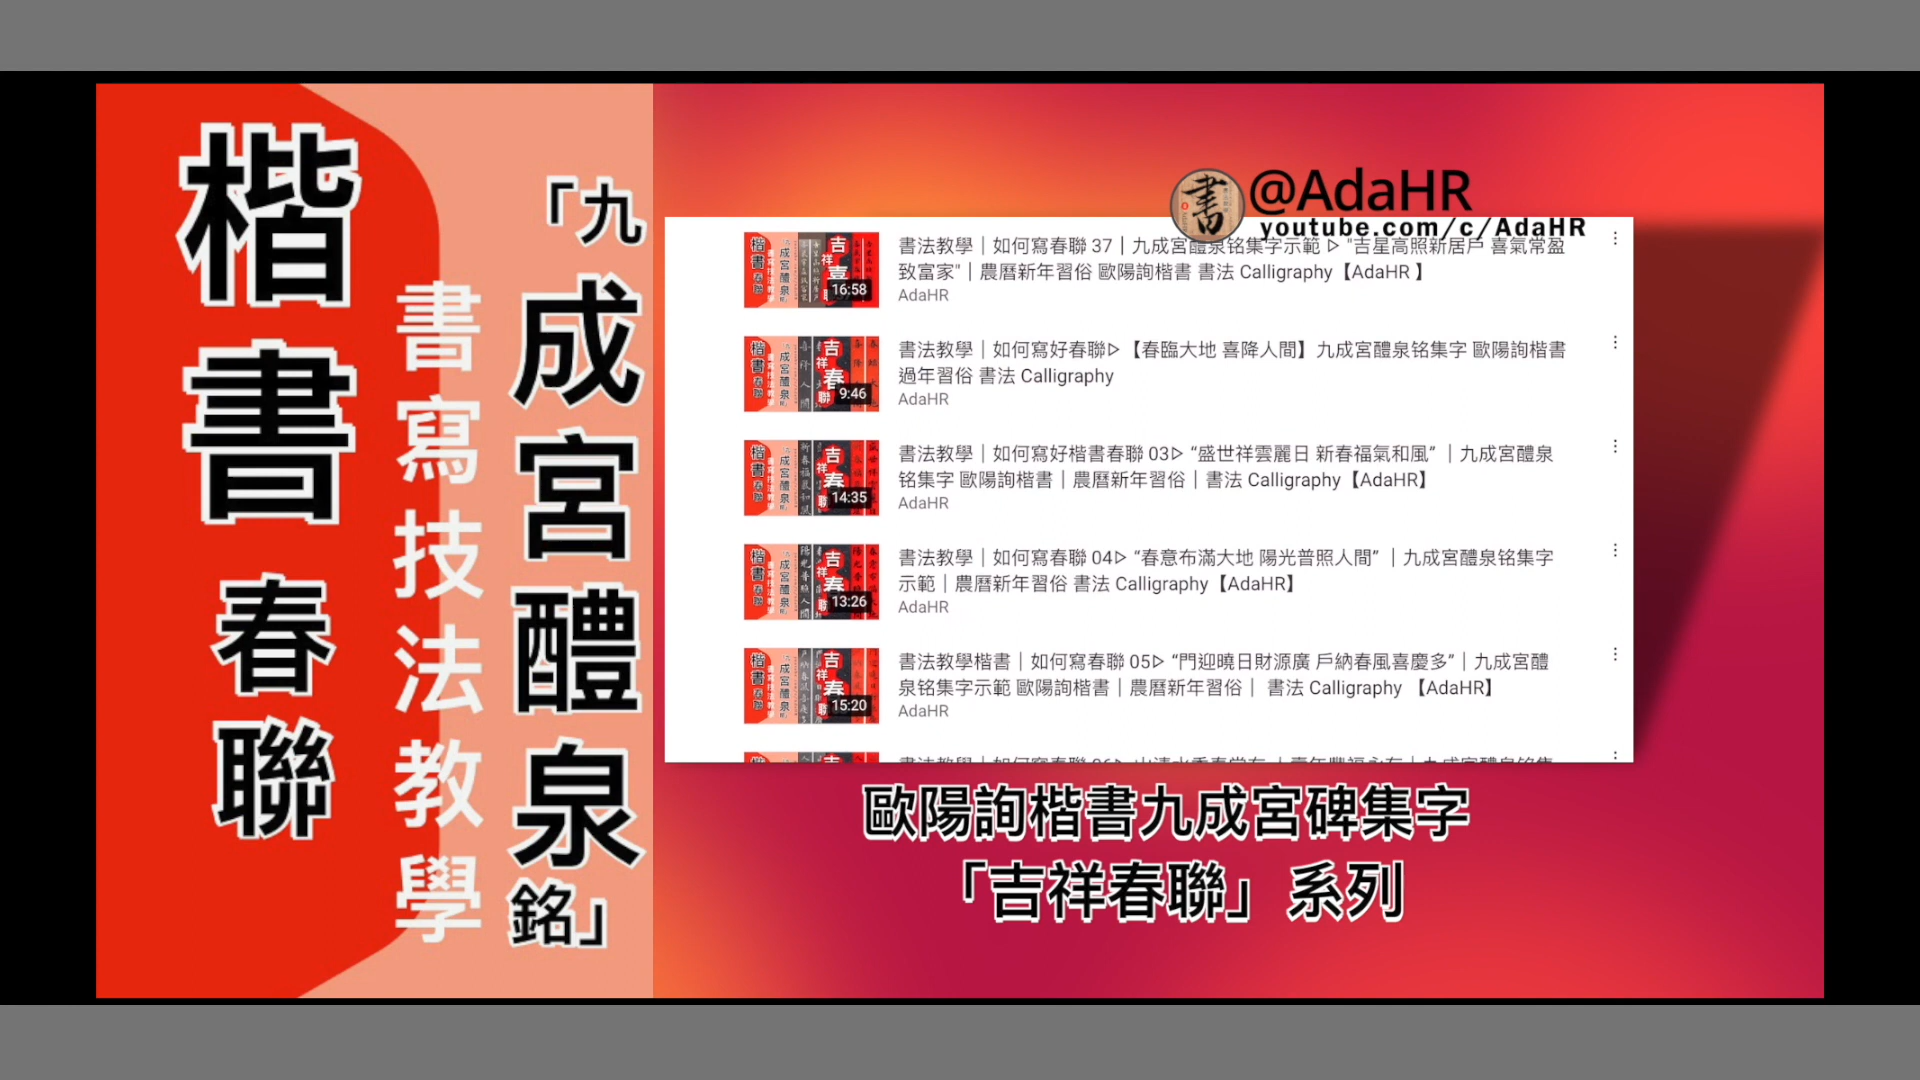 楷書春聯
書寫技法教學
「九成宮醴泉銘」
@AdaHR
youtube.com/c/AdaHR
書法教學｜如何寫春聯 37｜九成宮醴泉铭集字示範 ▷ "吉星高照新居戶 喜氣常盈
致富家"｜農曆新年習俗 歐陽詢楷書 書法 Calligraphy【AdaHR 】
AdaHR
16:58
書法教學｜如何寫好春聯▷【春臨大地 喜降人間】九成宮醴泉铭集字 歐陽詢楷書
過年習俗 書法 Calligraphy
AdaHR
9:46
書法教學｜如何寫好楷書春聯 03▷ “盛世祥雲麗日 新春福氣和風” ｜九成宮醴泉
铭集字 歐陽詢楷書｜農曆新年習俗｜書法 Calligraphy【AdaHR】
AdaHR
14:35
書法教學｜如何寫春聯 04▷ “春意布滿大地 陽光普照人間” ｜九成宮醴泉铭集字
示範｜農曆新年習俗 書法 Calligraphy【AdaHR】
AdaHR
13:26
書法教學楷書｜如何寫春聯 05▷ “門迎曉日財源廣 戶納春風喜慶多”｜九成宮醴
泉铭集字示範 歐陽詢楷書｜農曆新年習俗｜ 書法 Calligraphy 【AdaHR】
AdaHR
15:20
歐陽詢楷書九成宮碑集字
「吉祥春聯」系列